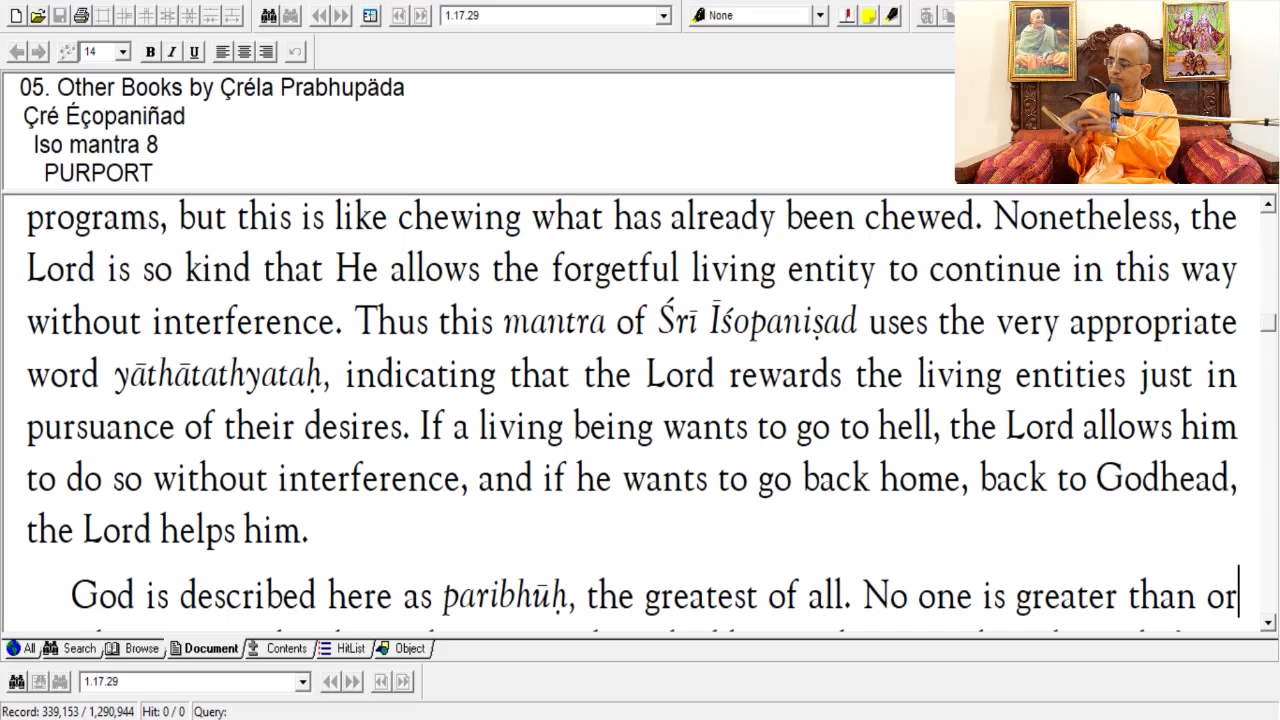 1.17.29
None
14
B I U
05. Other Books by Çréla Prabhupäda
Çré Éçopaniñad
Iso mantra 8
PURPORT
programs, but this is like chewing what has already been chewed. Nonetheless, the
Lord is so kind that He allows the forgetful living entity to continue in this way
without interference. Thus this mantra of Śrī Īśopaniṣad uses the very appropriate
word yāthātathyataḥ, indicating that the Lord rewards the living entities just in
pursuance of their desires. If a living being wants to go to hell, the Lord allows him
to do so without interference, and if he wants to go back home, back to Godhead,
the Lord helps him.
God is described here as paribhūḥ, the greatest of all. No one is greater than or
All Search Browse Document Contents HitList Object
1.17.29
Record: 339,153 / 1,290,944 Hit: 0 / 0 Query: